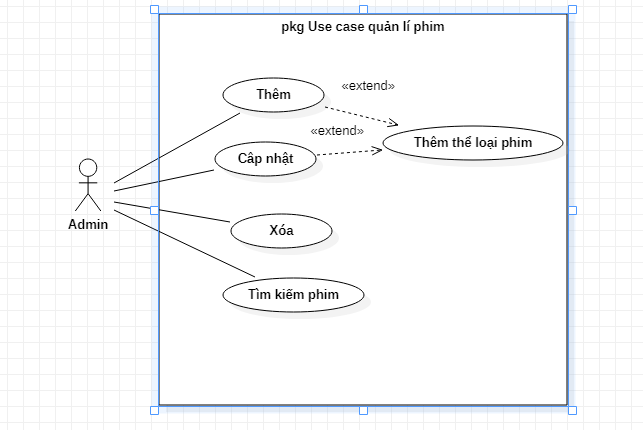 pkg Use case quản lí phim
Thêm
«extend»
«extend»
Thêm thể loại phim
Câp nhật
Admin
Xóa
Tìm kiếm phim